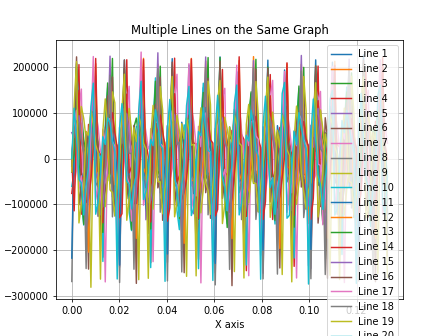 Multiple Lines on the Same Graph
200000
100000
0
−100000
−200000
−300000
0.00
0.02
0.04
0.06
0.08
0.10
X axis
Line 1
Line 2
Line 3
Line 4
Line 5
Line 6
Line 7
Line 8
Line 9
Line 10
Line 11
Line 12
Line 13
Line 14
Line 15
Line 16
Line 17
Line 18
Line 19
Line 20